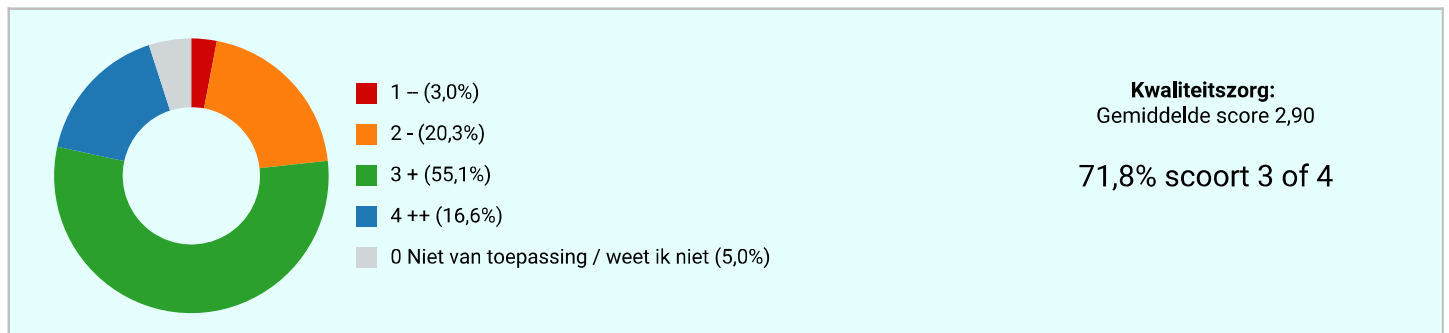 1 -- (3,0%)
2 - (20,3%)
3 + (55,1%)
4 ++ (16,6%)
0 Niet van toepassing / weet ik niet (5,0%)
Kwaliteitszorg:
Gemiddelde score 2,90
71,8% scoort 3 of 4